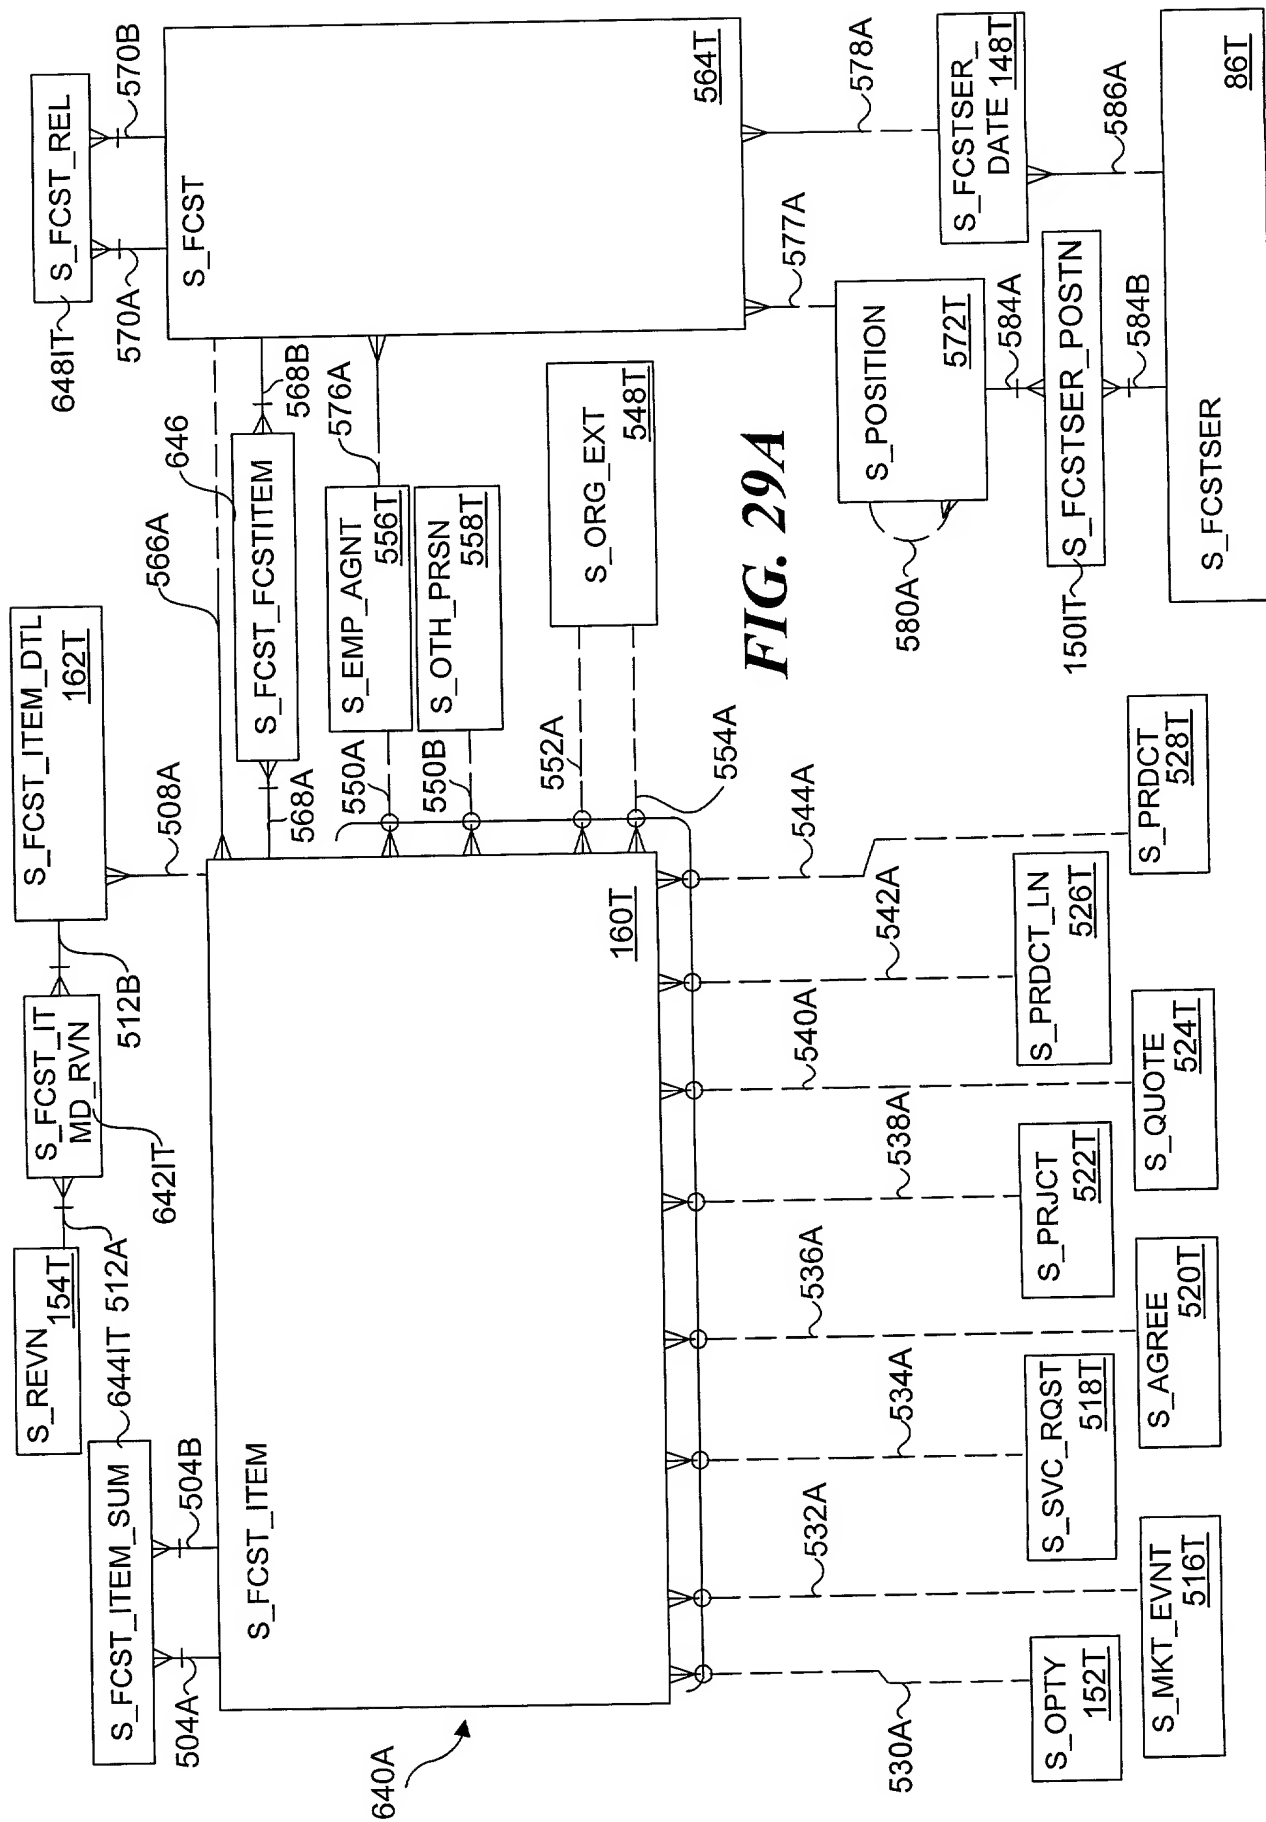 S_FCST_ITEM_SUM
644IT
504A
504B
S_REVN
154T
512A
S_FCST_IT
MD_RVN
642IT
512B
S_FCST_ITEM_DTL
162T
508A
648IT
S_FCST_REL
570A
570B
640A
S_FCST_ITEM
160T
566A
646
568A
S_FCST_FCSTITEM
568B
S_FCST
564T
550A
S_EMP_AGNT
556T
576A
550B
S_OTH_PRSN
558T
552A
554A
S_ORG_EXT
548T
FIG. 29A
577A
578A
580A
S_POSITION
572T
584A
S_FCSTSER_
DATE 148T
586A
150IT
S_FCSTSER_POSTN
584B
S_FCSTSER
86T
530A
532A
534A
536A
538A
540A
542A
544A
S_OPTY
152T
S_MKT_EVNT
516T
S_SVC_RQST
518T
S_AGREE
520T
S_PRJCT
522T
S_QUOTE
524T
S_PRDCT_LN
526T
S_PRDCT
528T